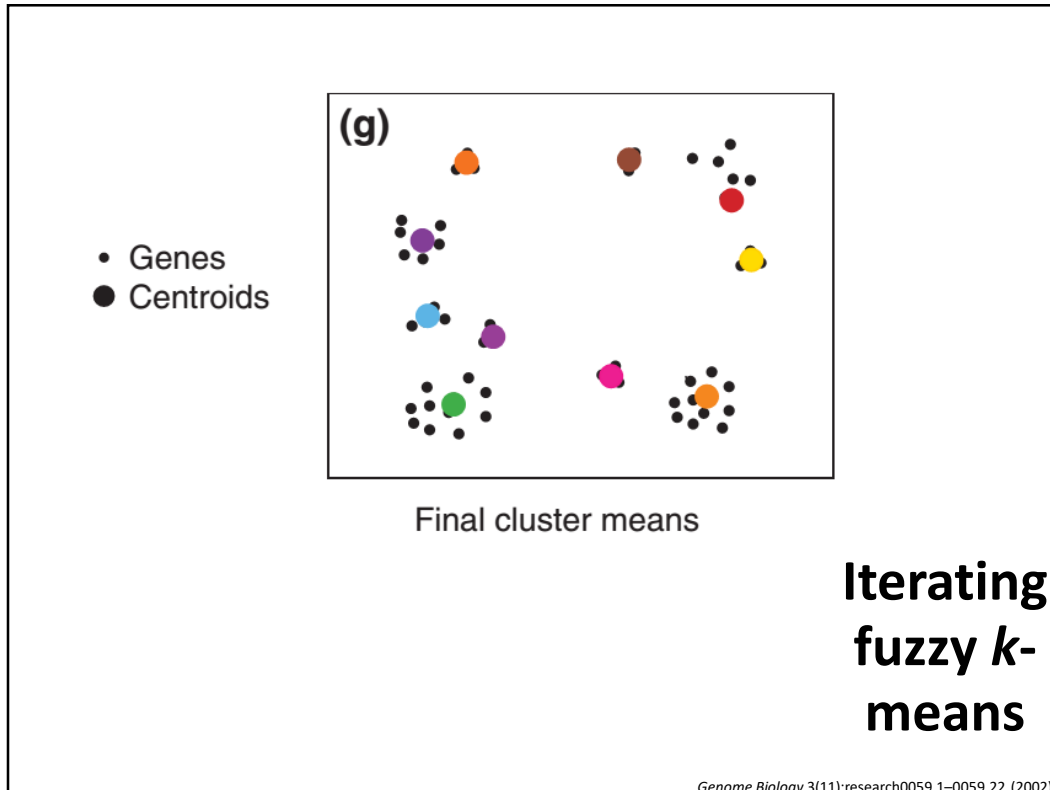 (g)
Genes
Centroids
Final cluster means
Iterating
fuzzy k-
means
Genome Biology 3(11):research0059.1–0059.22 (2002)